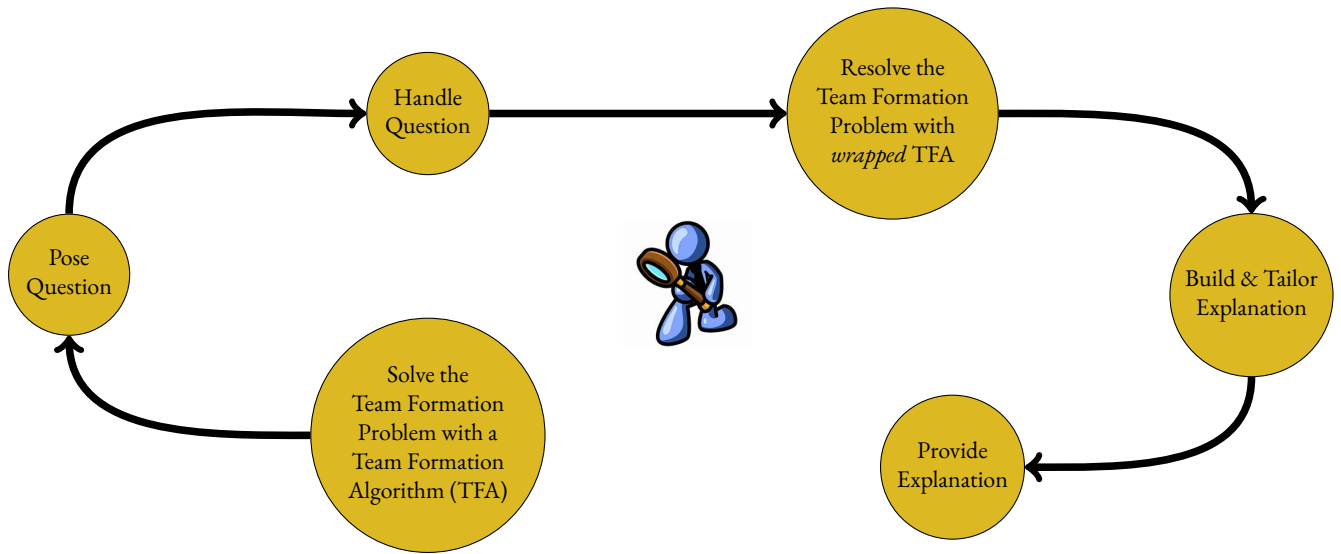 Handle
Question
Resolve the
Team Formation
Problem with
wrapped TFA
Pose
Question
Build & Tailor
Explanation
Solve the
Team Formation
Problem with a
Team Formation
Algorithm (TFA)
Provide
Explanation